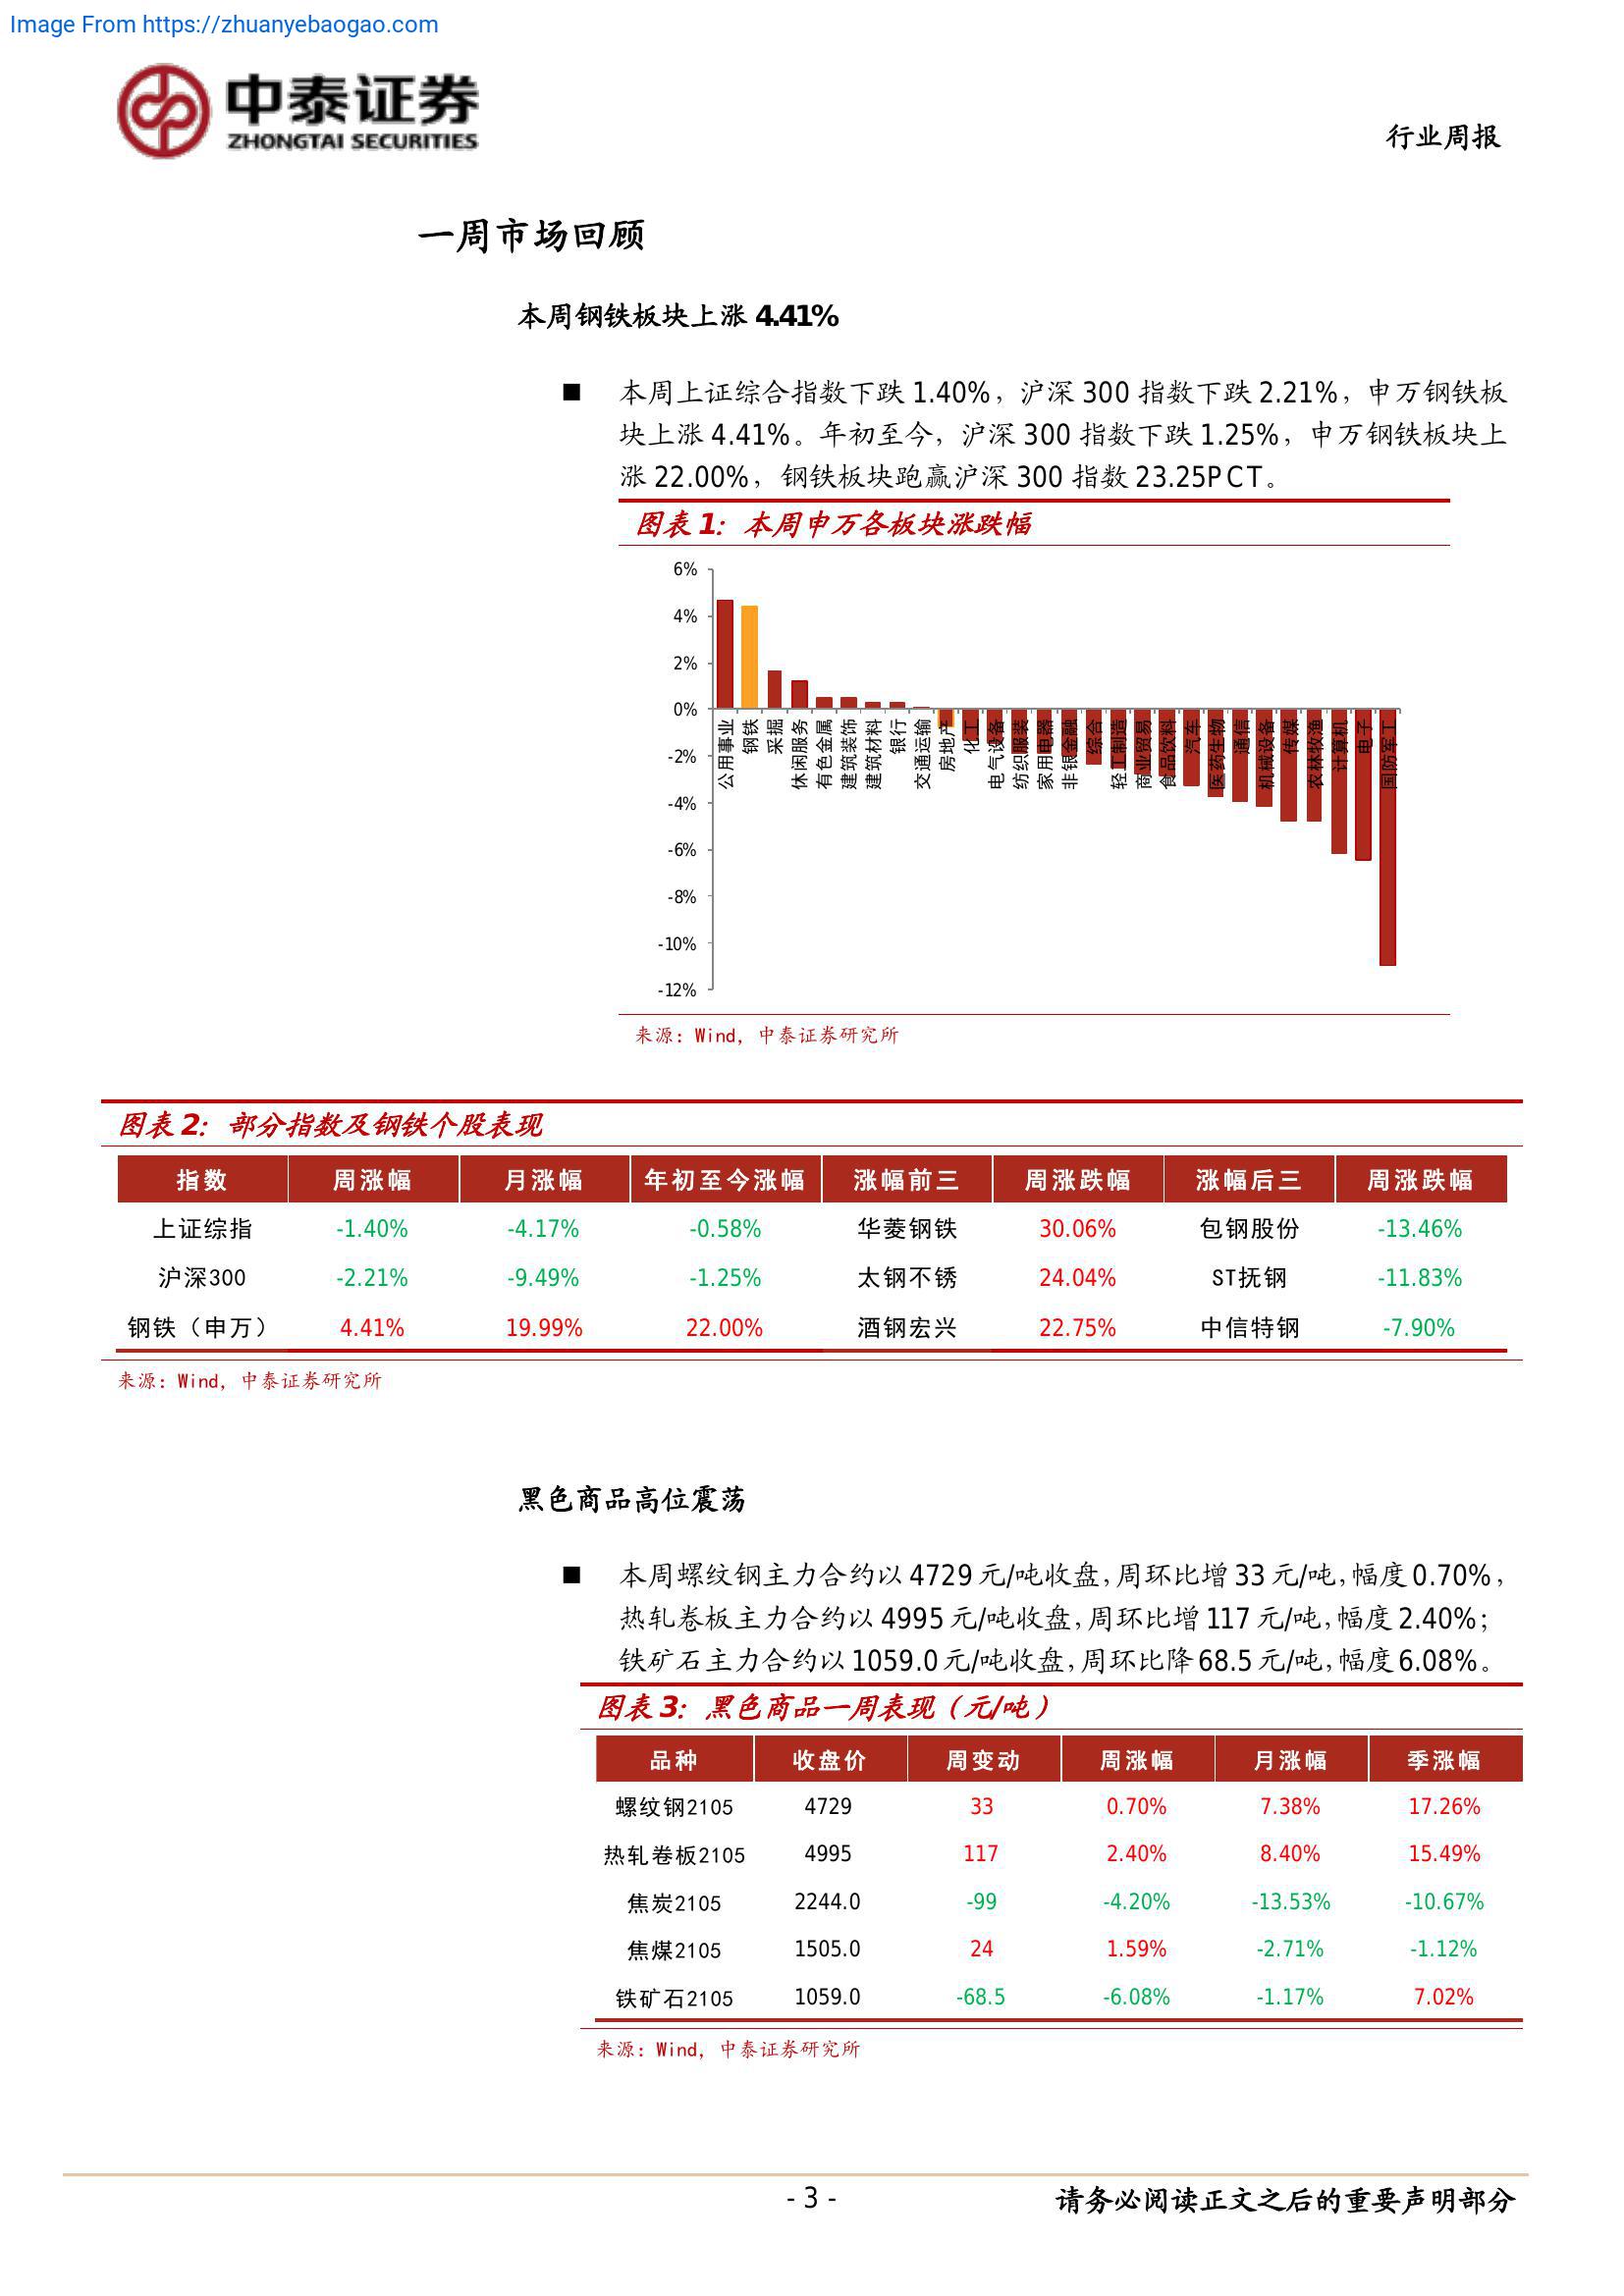 Image From https://zhuanyebaogao.com
中泰证券
ZHONGTAI SECURITIES
行业周报
一周市场回顾
本周钢铁板块上涨 4.41%
■ 本周上证综合指数下跌 1.40%，沪深 300 指数下跌 2.21%，申万钢铁板
块上涨 4.41%。年初至今，沪深 300 指数下跌 1.25%，申万钢铁板块上
涨 22.00%，钢铁板块跑赢沪深 300 指数 23.25PCT。
图表 1：本周申万各板块涨跌幅
6%
4%
2%
0%
-2%
-4%
-6%
-8%
-10%
-12%
公用事业
钢铁
采掘
休闲服务
有色金属
建筑装饰
建筑材料
银行
交通运输
房地产
化工
电气设备
纺织服装
家用电器
非银金融
综合
轻工制造
商业贸易
食品饮料
汽车
医药生物
通信
机械设备
传媒
农林牧渔
计算机
电子
国防军工
来源：Wind，中泰证券研究所
图表 2：部分指数及钢铁个股表现
指数 周涨幅 月涨幅 年初至今涨幅 涨幅前三 周涨跌幅 涨幅后三 周涨跌幅
上证综指 -1.40% -4.17% -0.58% 华菱钢铁 30.06% 包钢股份 -13.46%
沪深300 -2.21% -9.49% -1.25% 太钢不锈 24.04% ST抚钢 -11.83%
钢铁（申万） 4.41% 19.99% 22.00% 酒钢宏兴 22.75% 中信特钢 -7.90%
来源：Wind，中泰证券研究所
黑色商品高位震荡
■ 本周螺纹钢主力合约以 4729 元/吨收盘，周环比增 33 元/吨，幅度 0.70%，
热轧卷板主力合约以 4995 元/吨收盘，周环比增 117 元/吨，幅度 2.40%；
铁矿石主力合约以 1059.0 元/吨收盘，周环比降 68.5 元/吨，幅度 6.08%。
图表 3：黑色商品一周表现（元/吨）
品种 收盘价 周变动 周涨幅 月涨幅 季涨幅
螺纹钢2105 4729 33 0.70% 7.38% 17.26%
热轧卷板2105 4995 117 2.40% 8.40% 15.49%
焦炭2105 2244.0 -99 -4.20% -13.53% -10.67%
焦煤2105 1505.0 24 1.59% -2.71% -1.12%
铁矿石2105 1059.0 -68.5 -6.08% -1.17% 7.02%
来源：Wind，中泰证券研究所
- 3 -
请务必阅读正文之后的重要声明部分